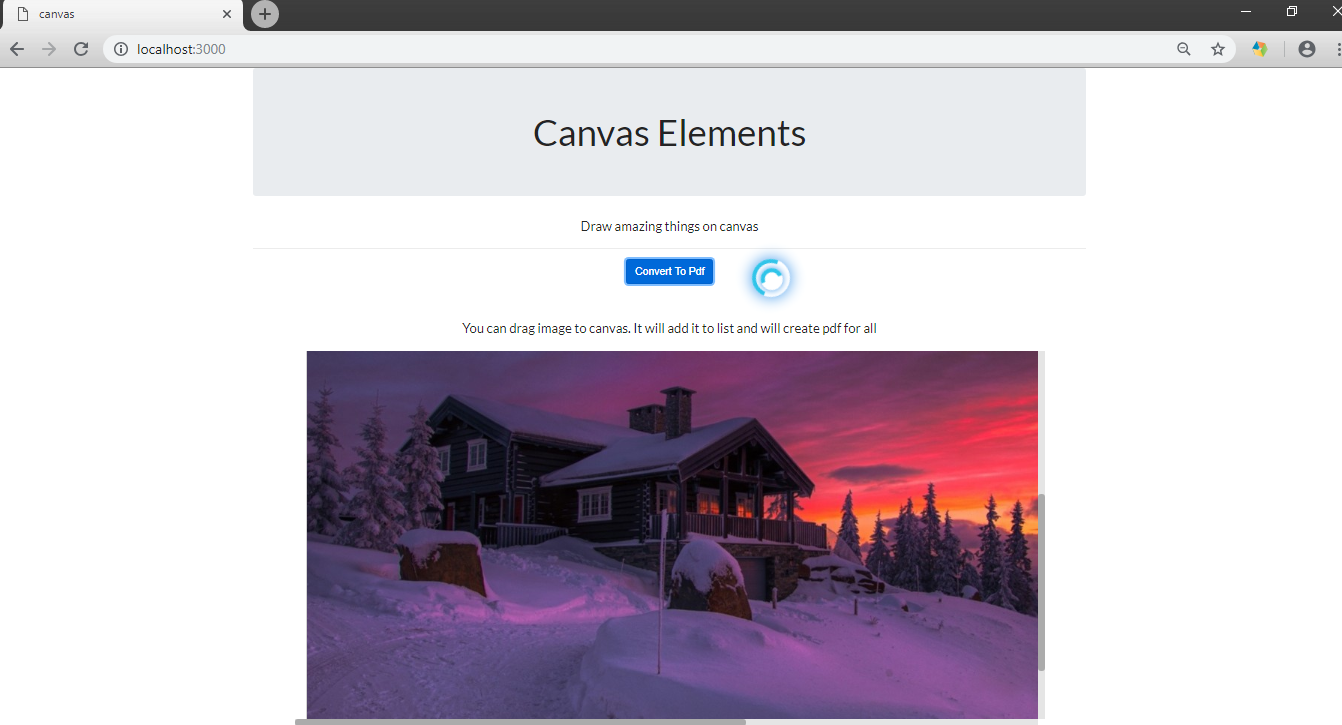 canvas
localhost:3000
Canvas Elements
Draw amazing things on canvas
Convert To Pdf
You can drag image to canvas. It will add it to list and will create pdf for all